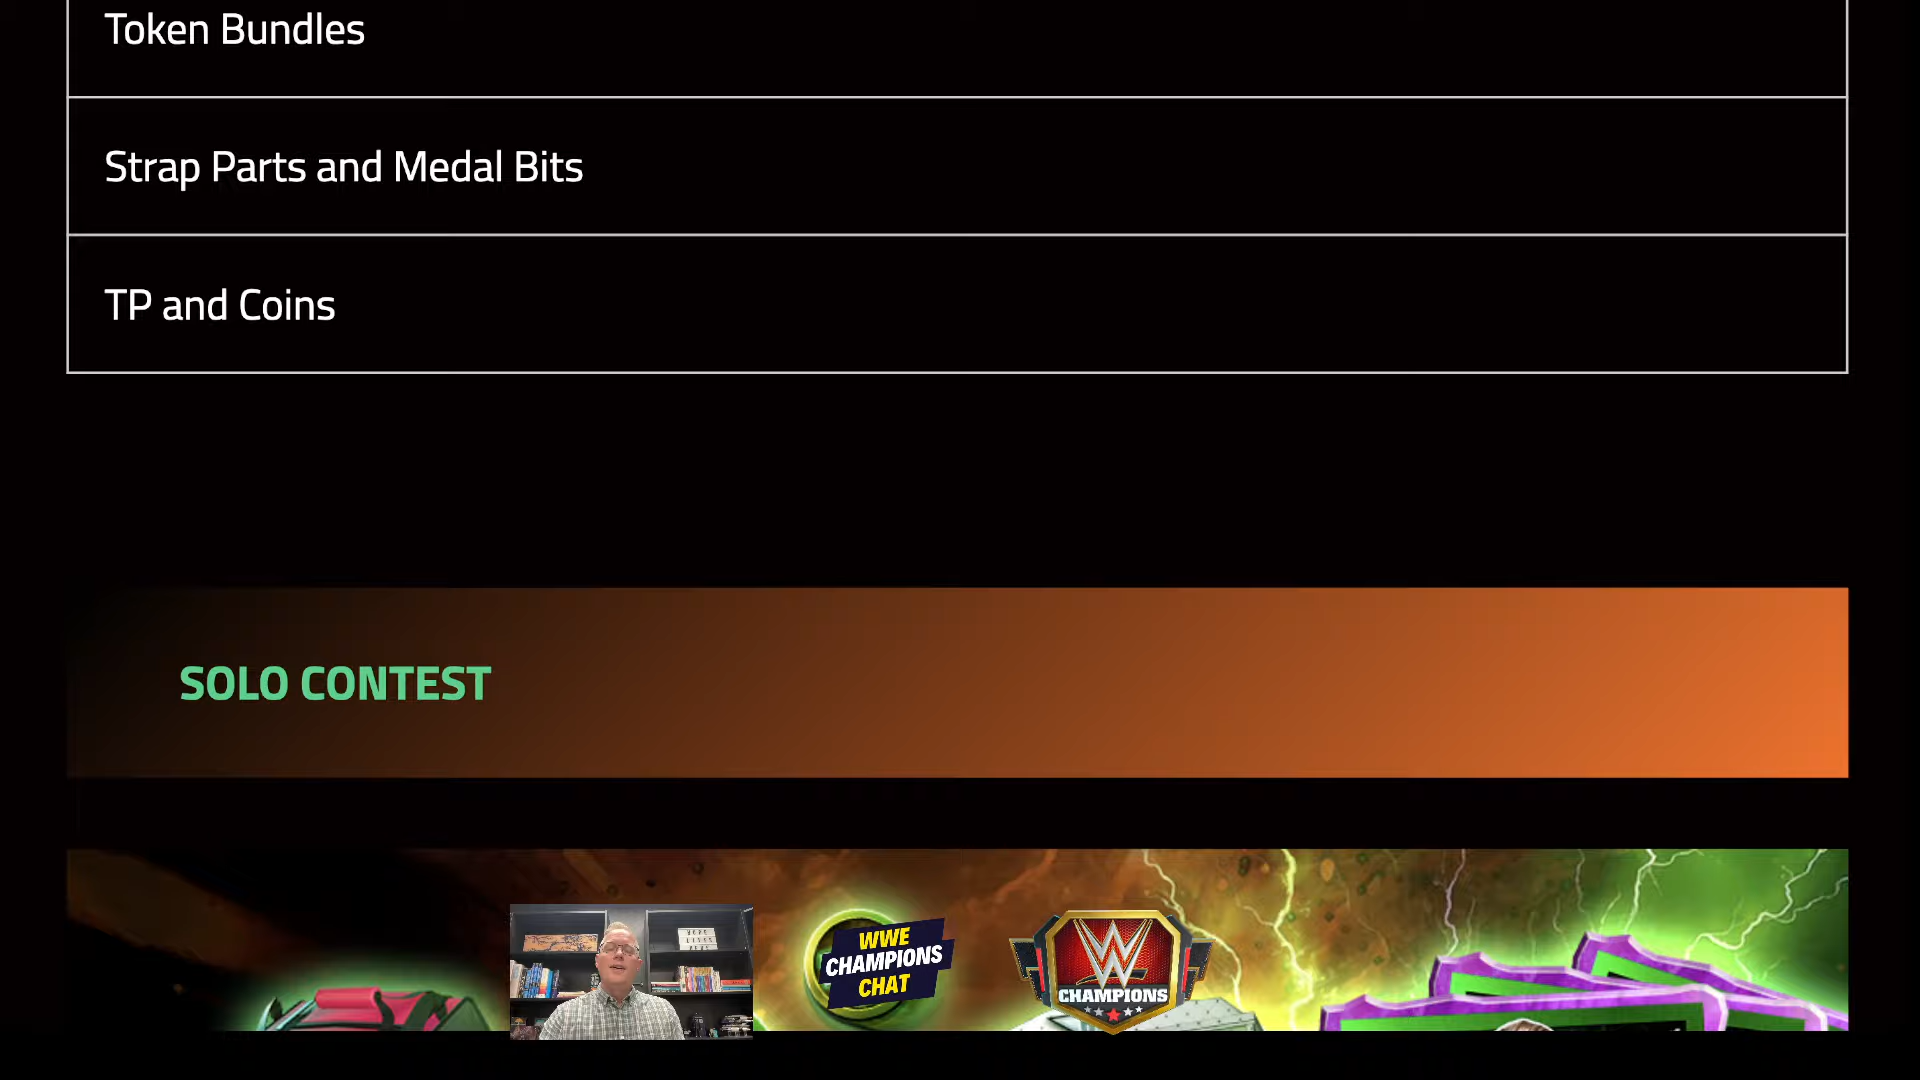 Token Bundles
Strap Parts and Medal Bits
TP and Coins
SOLO CONTEST
WWE
CHAMPIONS
CHAT
CHAMPIONS